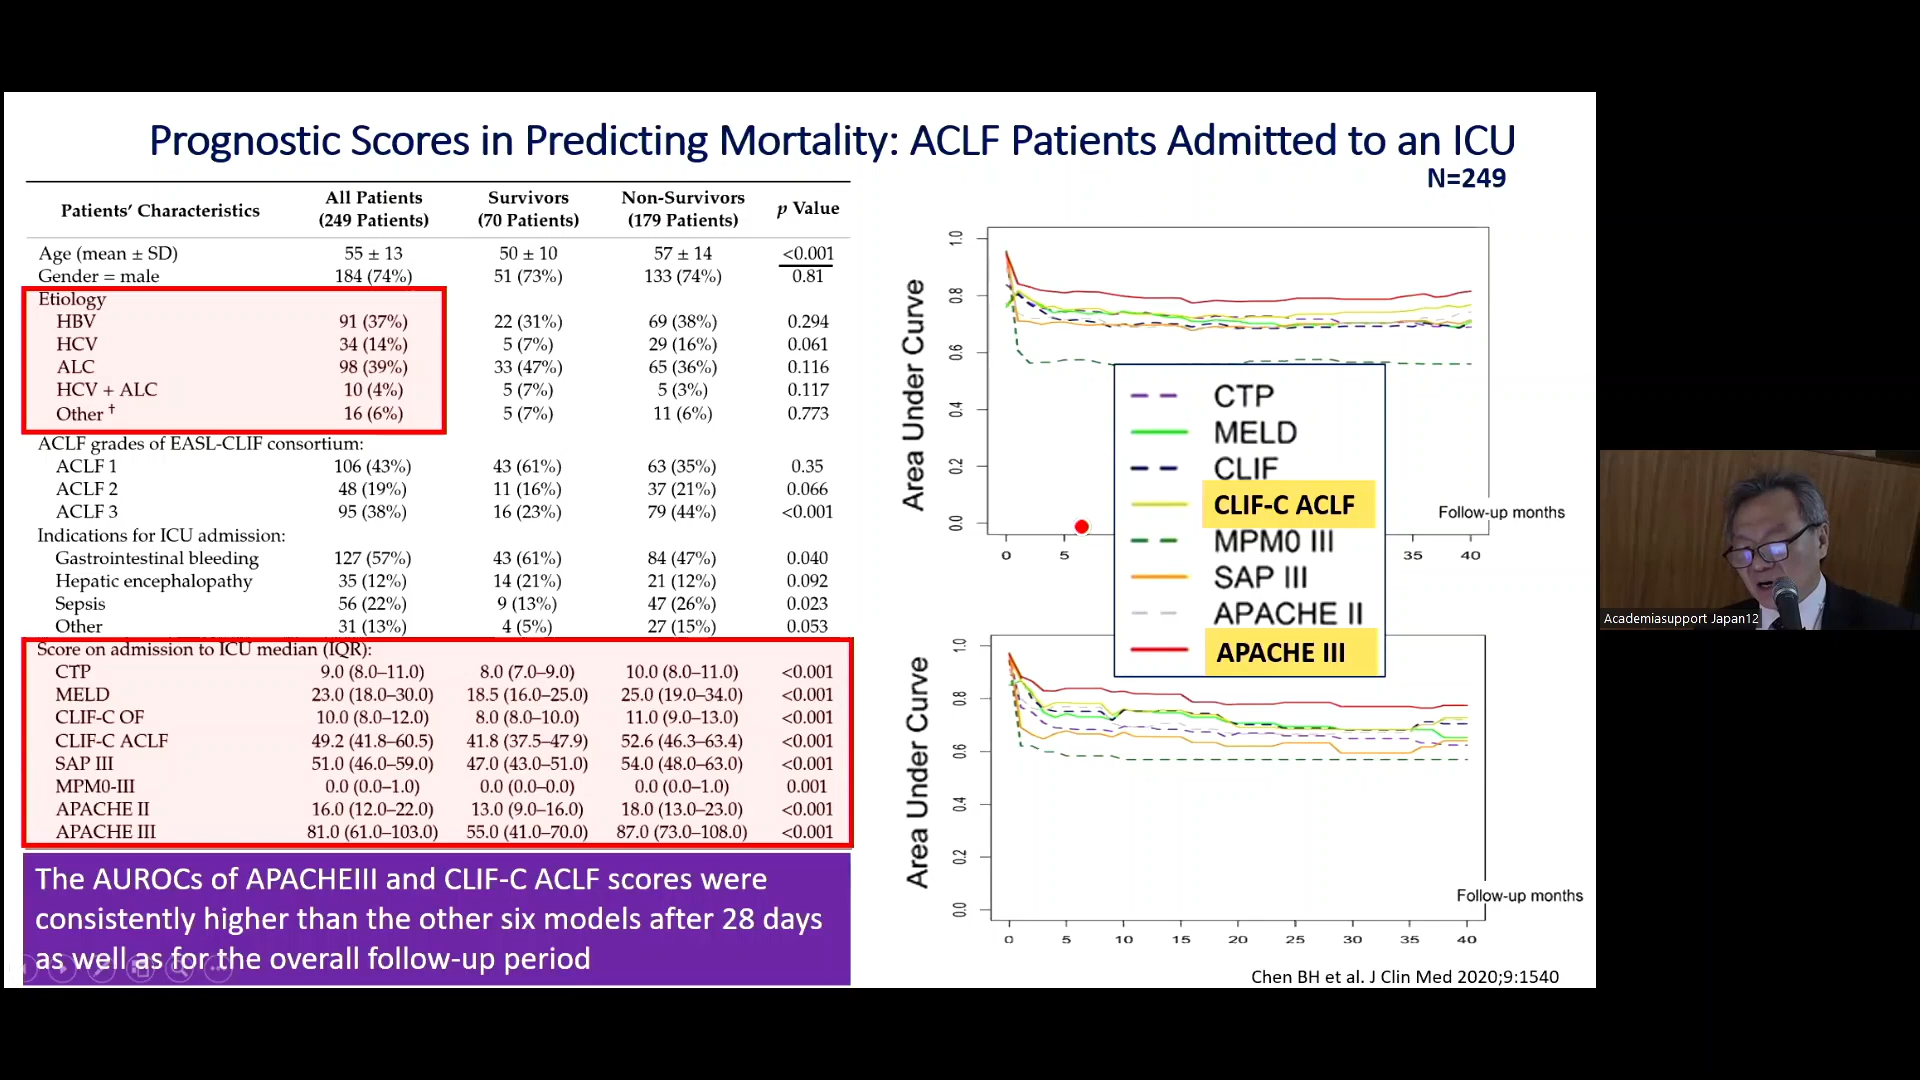 Prognostic Scores in Predicting Mortality: ACLF Patients Admitted to an ICU
N=249
Patients’ Characteristics All Patients (249 Patients) Survivors (70 Patients) Non-Survivors (179 Patients) p Value
Age (mean ± SD) 55 ± 13 50 ± 10 57 ± 14 <0.001
Gender = male 184 (74%) 51 (73%) 133 (74%) 0.81
Etiology
HBV 91 (37%) 22 (31%) 69 (38%) 0.294
HCV 34 (14%) 5 (7%) 29 (16%) 0.061
ALC 98 (39%) 33 (47%) 65 (36%) 0.116
HCV + ALC 10 (4%) 5 (7%) 5 (3%) 0.117
Other † 16 (6%) 5 (7%) 11 (6%) 0.773
ACLF grades of EASL-CLIF consortium:
ACLF 1 106 (43%) 43 (61%) 63 (35%) 0.35
ACLF 2 48 (19%) 11 (16%) 37 (21%) 0.066
ACLF 3 95 (38%) 16 (23%) 79 (44%) <0.001
Indications for ICU admission:
Gastrointestinal bleeding 127 (57%) 43 (61%) 84 (47%) 0.040
Hepatic encephalopathy 35 (12%) 14 (21%) 21 (12%) 0.092
Sepsis 56 (22%) 9 (13%) 47 (26%) 0.023
Other 31 (13%) 4 (5%) 27 (15%) 0.053
Score on admission to ICU median (IQR):
CTP 9.0 (8.0–11.0) 8.0 (7.0–9.0) 10.0 (8.0–11.0) <0.001
MELD 23.0 (18.0–30.0) 18.5 (16.0–25.0) 25.0 (19.0–34.0) <0.001
CLIF-C OF 10.0 (8.0–12.0) 8.0 (8.0–10.0) 11.0 (9.0–13.0) <0.001
CLIF-C ACLF 49.2 (41.8–60.5) 41.8 (37.5–47.9) 52.6 (46.3–63.4) <0.001
SAP III 51.0 (46.0–59.0) 47.0 (43.0–51.0) 54.0 (48.0–63.0) <0.001
MPM0-III 0.0 (0.0–1.0) 0.0 (0.0–0.0) 0.0 (0.0–1.0) 0.001
APACHE II 16.0 (12.0–22.0) 13.0 (9.0–16.0) 18.0 (13.0–23.0) <0.001
APACHE III 81.0 (61.0–103.0) 55.0 (41.0–70.0) 87.0 (73.0–108.0) <0.001
The AUROCs of APACHEIII and CLIF-C ACLF scores were
consistently higher than the other six models after 28 days
as well as for the overall follow-up period
Area Under Curve
1.0
0.8
0.6
0.4
0.2
0.0
0 5 35 40
Follow-up months
CTP
MELD
CLIF
CLIF-C ACLF
MPM0 III
SAP III
APACHE II
APACHE III
Area Under Curve
1.0
0.8
0.6
0.4
0.2
0.0
0 5 10 15 20 25 30 35 40
Follow-up months
Chen BH et al. J Clin Med 2020;9:1540
Academiasupport Japan12